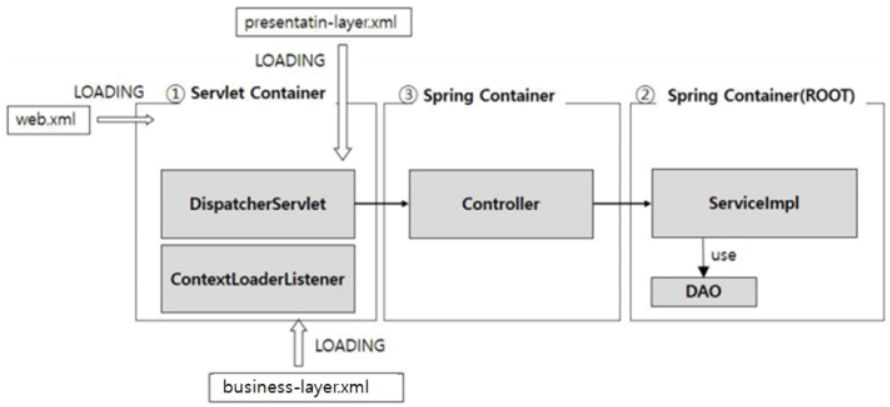 presentatin-layer.xml
LOADING
LOADING
① Servlet Container
③ Spring Container
② Spring Container(ROOT)
web.xml
DispatcherServlet
Controller
ServiceImpl
use
ContextLoaderListener
DAO
LOADING
business-layer.xml